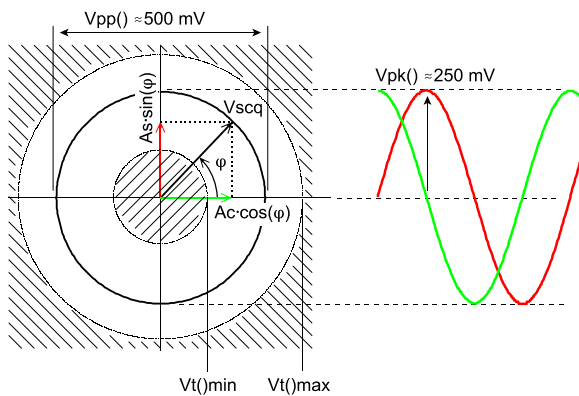 Vpp() ≈500 mV
Vpk() ≈250 mV
As·sin(φ)
Vscq
φ
Ac·cos(φ)
Vt()min
Vt()max